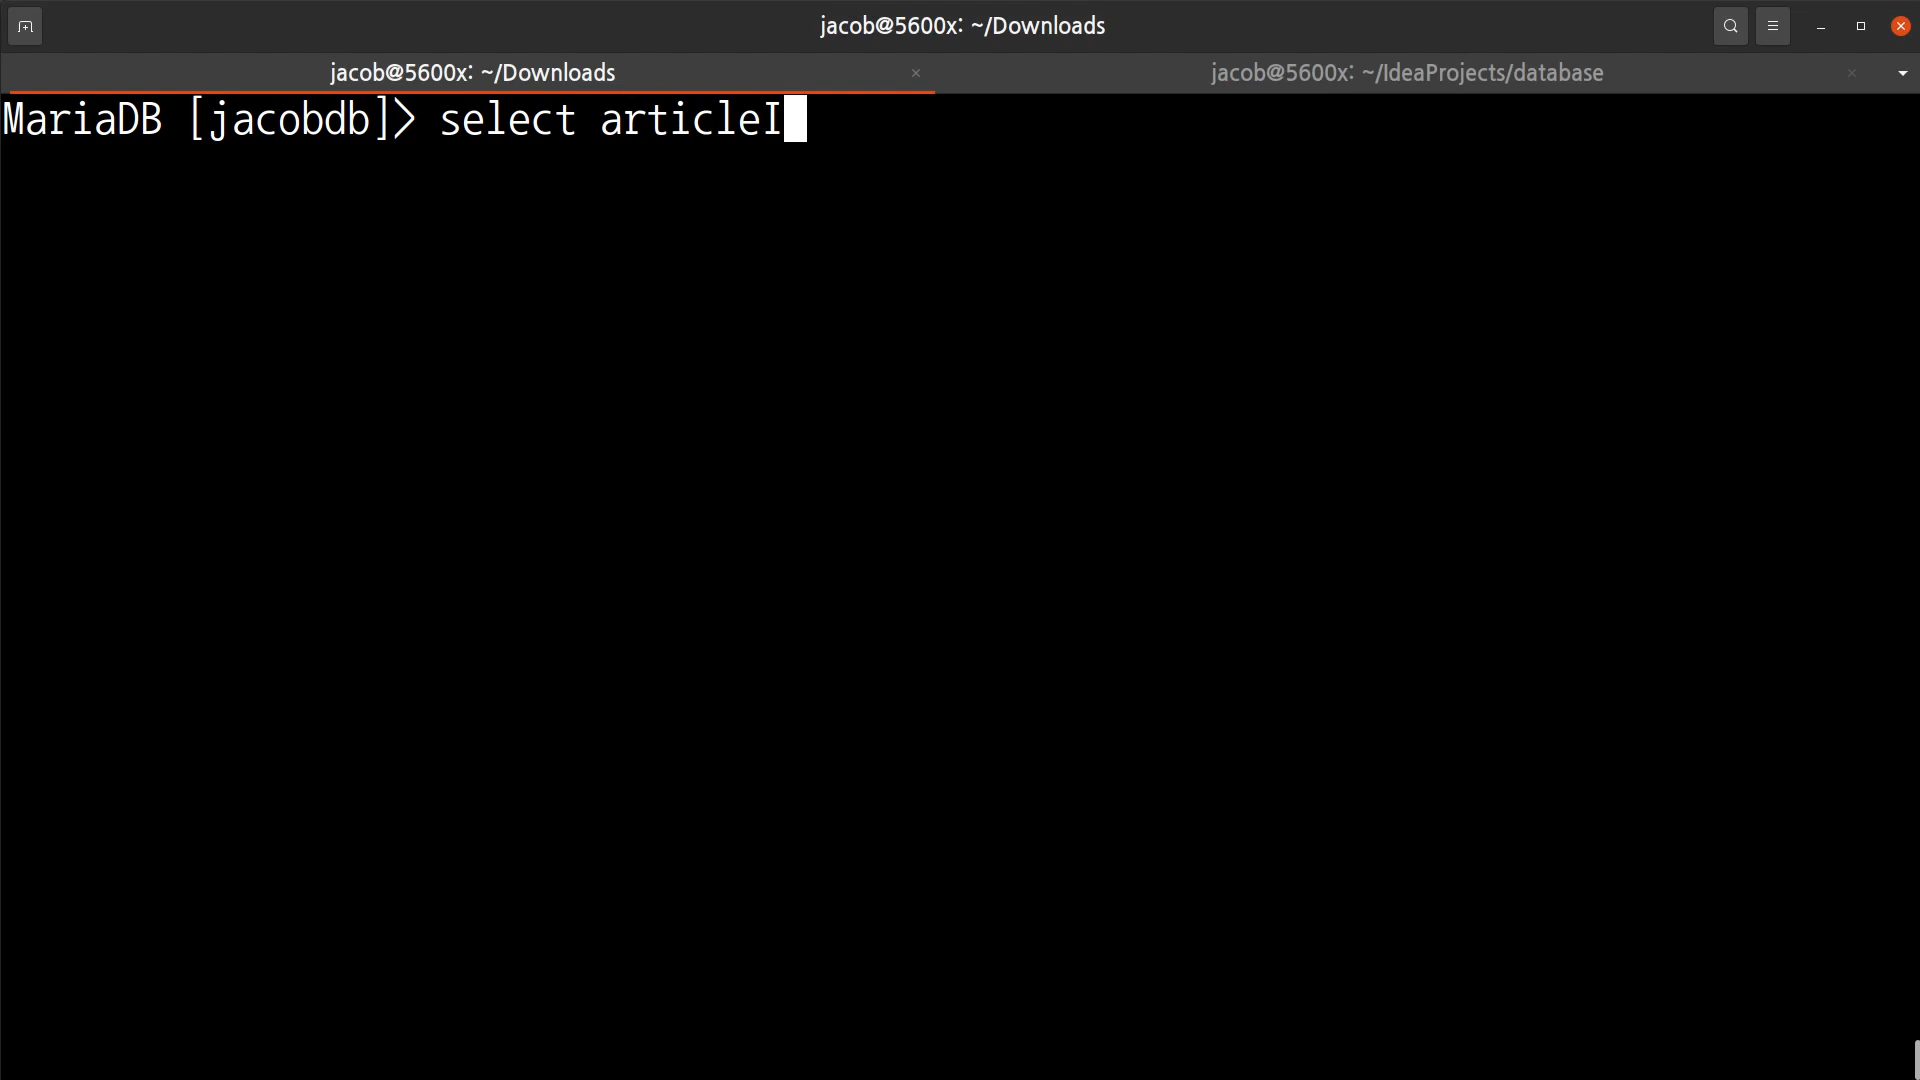 jacob@5600x: ~/Downloads
jacob@5600x: ~/Downloads
jacob@5600x: ~/IdeaProjects/database
MariaDB [jacobdb]> select articleI